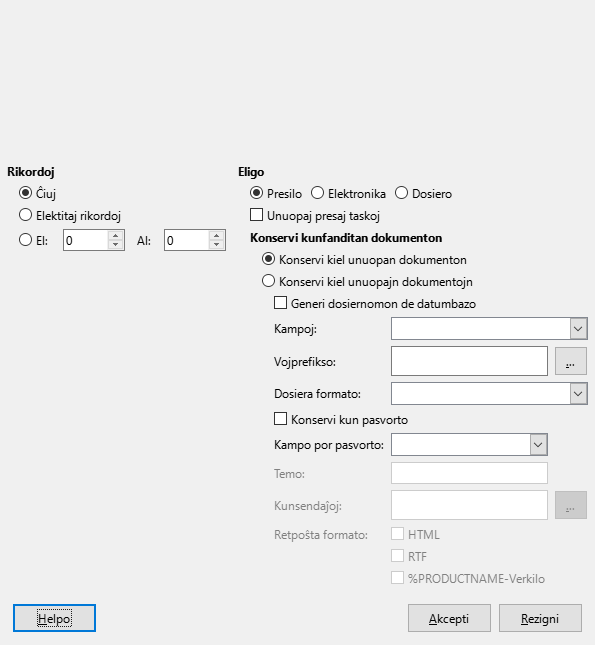 Rikordoj
Ĉiuj
Elektitaj rikordoj
El: 0 Al: 0
Eligo
Presilo Elektronika Dosiero
Unuopaj presaj taskoj
Konservi kunfanditan dokumenton
Konservi kiel unuopan dokumenton
Konservi kiel unuopajn dokumentojn
Generi dosiernomon de datumbazo
Kampoj:
Vojprefikso: ...
Dosiera formato:
Konservi kun pasvorto
Kampo por pasvorto:
Temo:
Kunsendaĵoj: ...
Retpoŝta formato: HTML
RTF
%PRODUCTNAME-Verkilo
Helpo Akcepti Rezigni